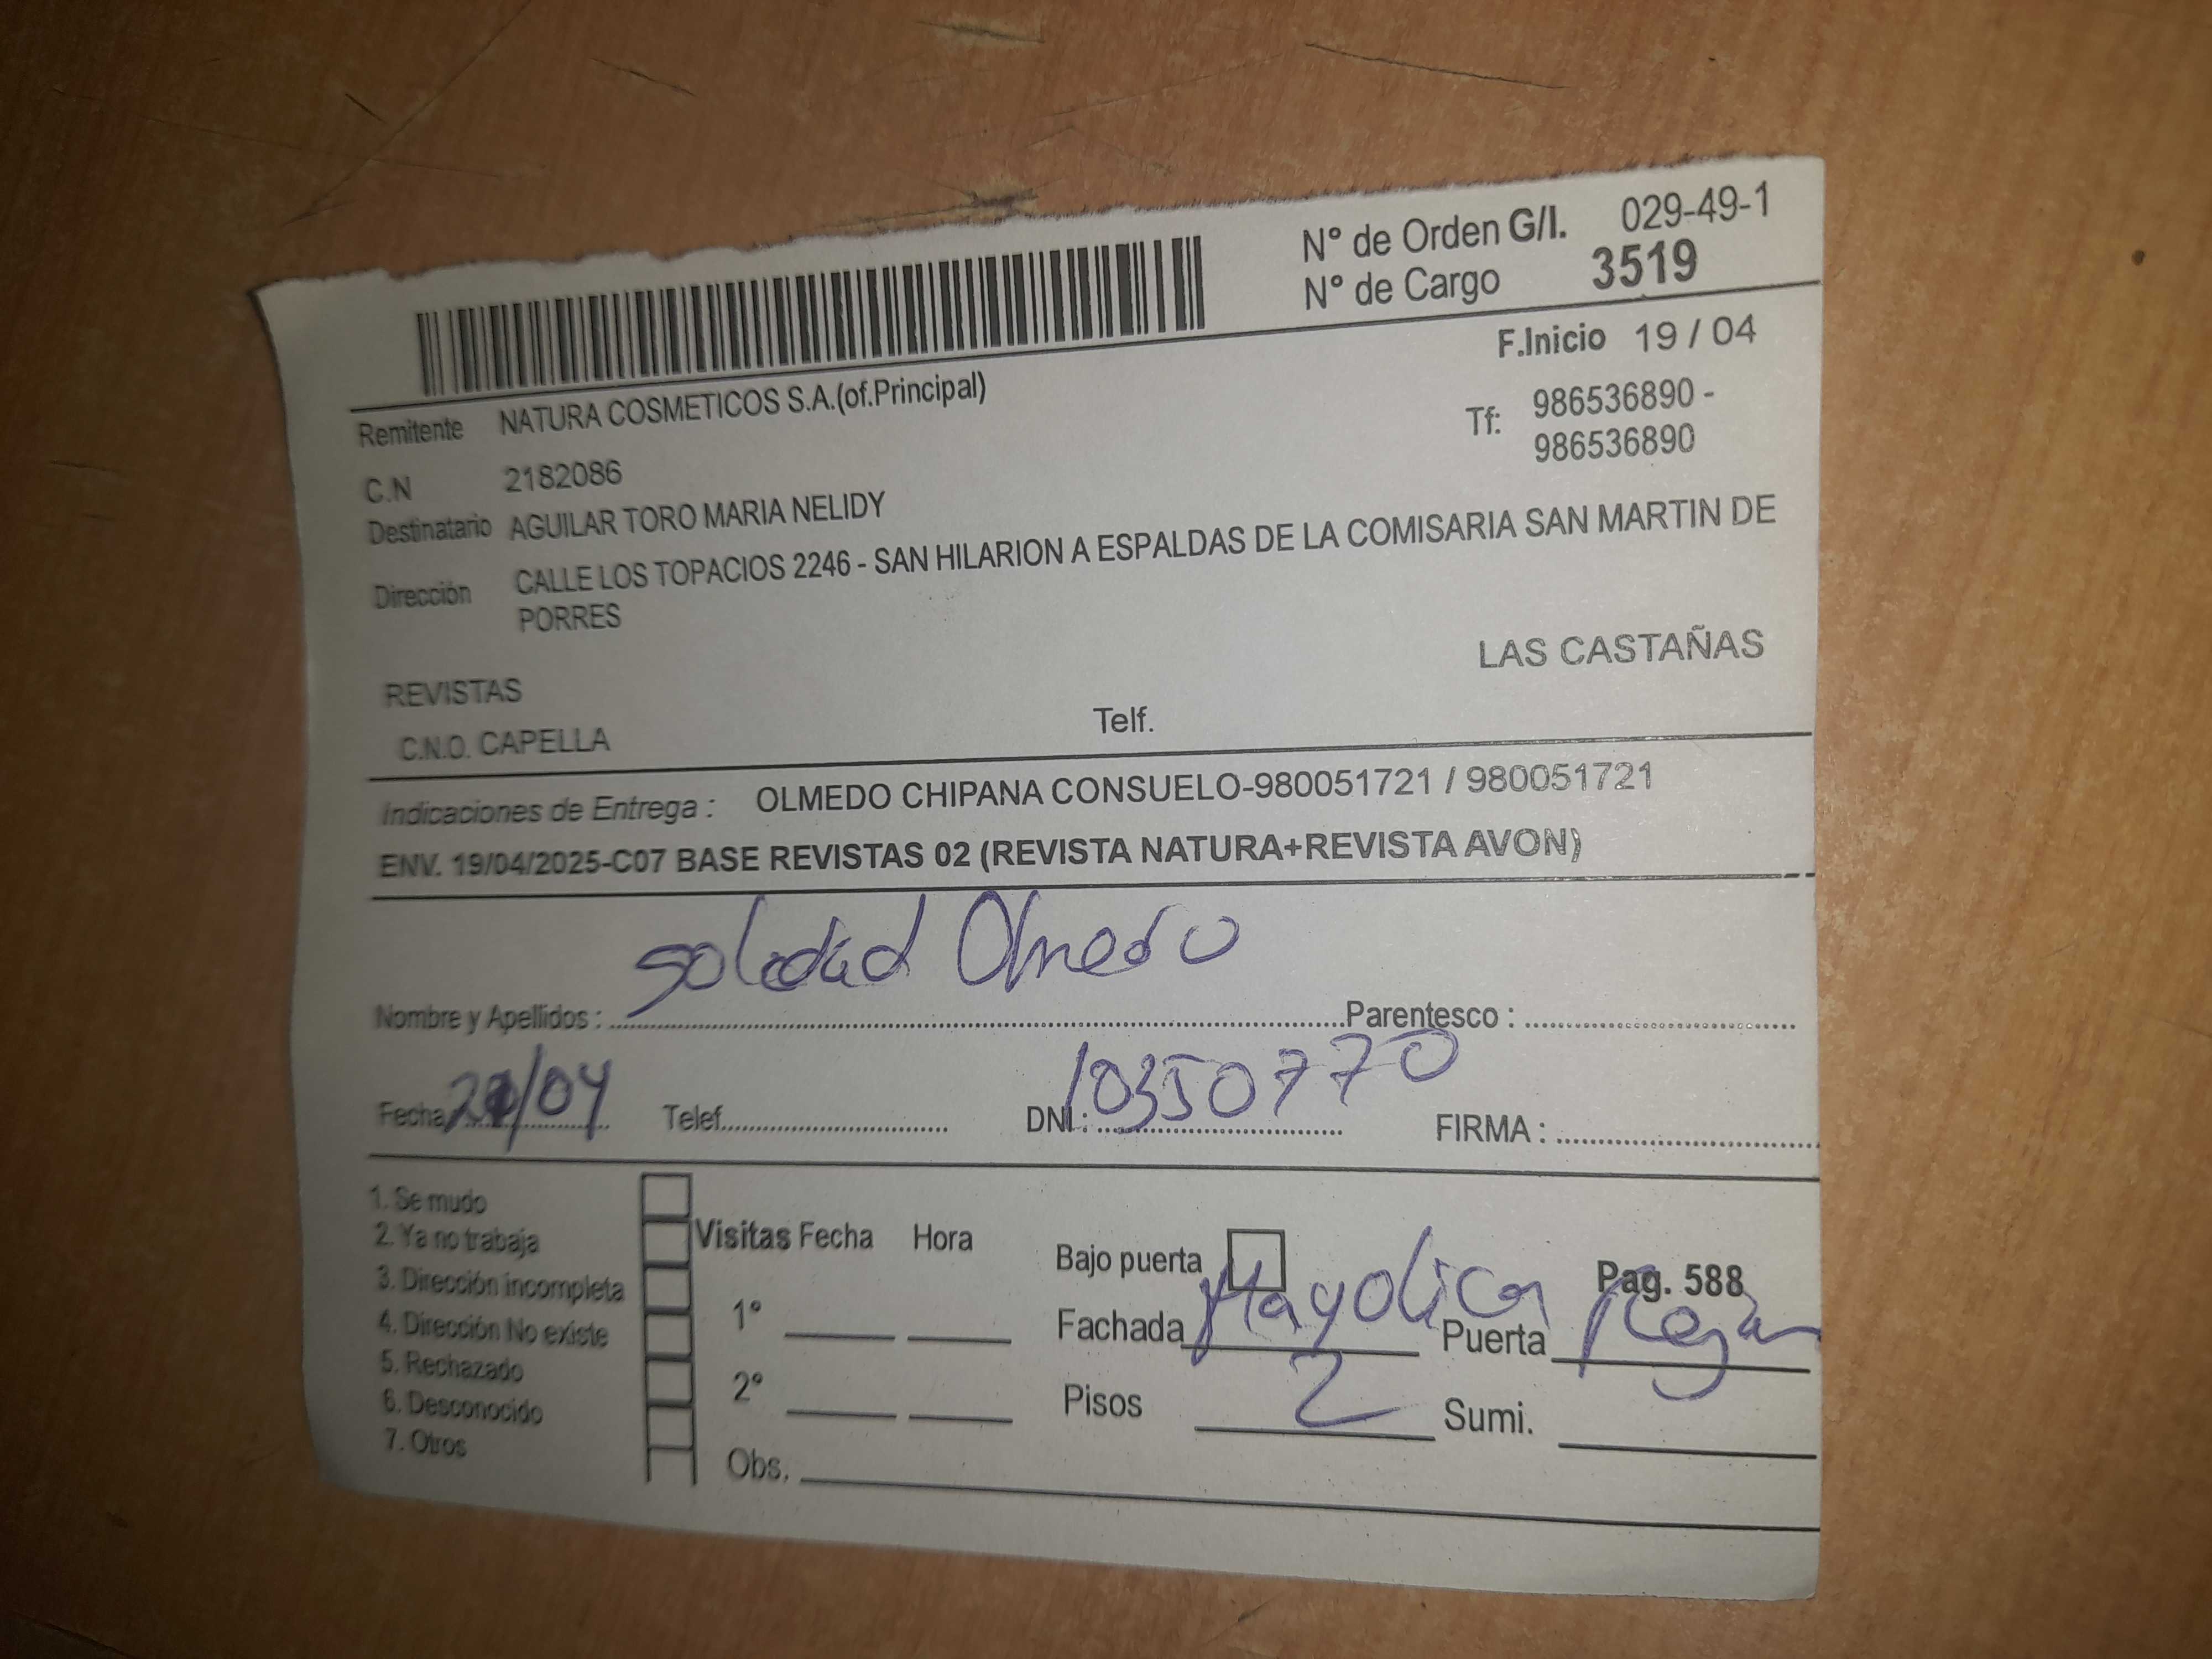 N° de Orden G/I. 029-49-1
N° de Cargo 3519
F.Inicio 19 / 04
Remitente NATURA COSMETICOS S.A.(of.Principal)
Tf: 986536890 -
986536890
C.N 2182086
Destinatario AGUILAR TORO MARIA NELIDY
Dirección CALLE LOS TOPACIOS 2246 - SAN HILARION A ESPALDAS DE LA COMISARIA SAN MARTIN DE
PORRES
LAS CASTAÑAS
REVISTAS
C.N.O. CAPELLA Telf.
Indicaciones de Entrega : OLMEDO CHIPANA CONSUELO-980051721 / 980051721
ENV. 19/04/2025-C07 BASE REVISTAS 02 (REVISTA NATURA+REVISTA AVON)
Nombre y Apellidos : Soledad Olmedo Parentesco :
Fecha /04 Telef. DNI : 10350770 FIRMA :
1. Se mudo
2. Ya no trabaja
3. Dirección incompleta
4. Dirección No existe
5. Rechazado
6. Desconocido
7. Otros
Visitas Fecha Hora
1°
2°
Obs.
Bajo puerta Pag. 588
Fachada Mayolica Puerta Reja
Pisos 2 Sumi.